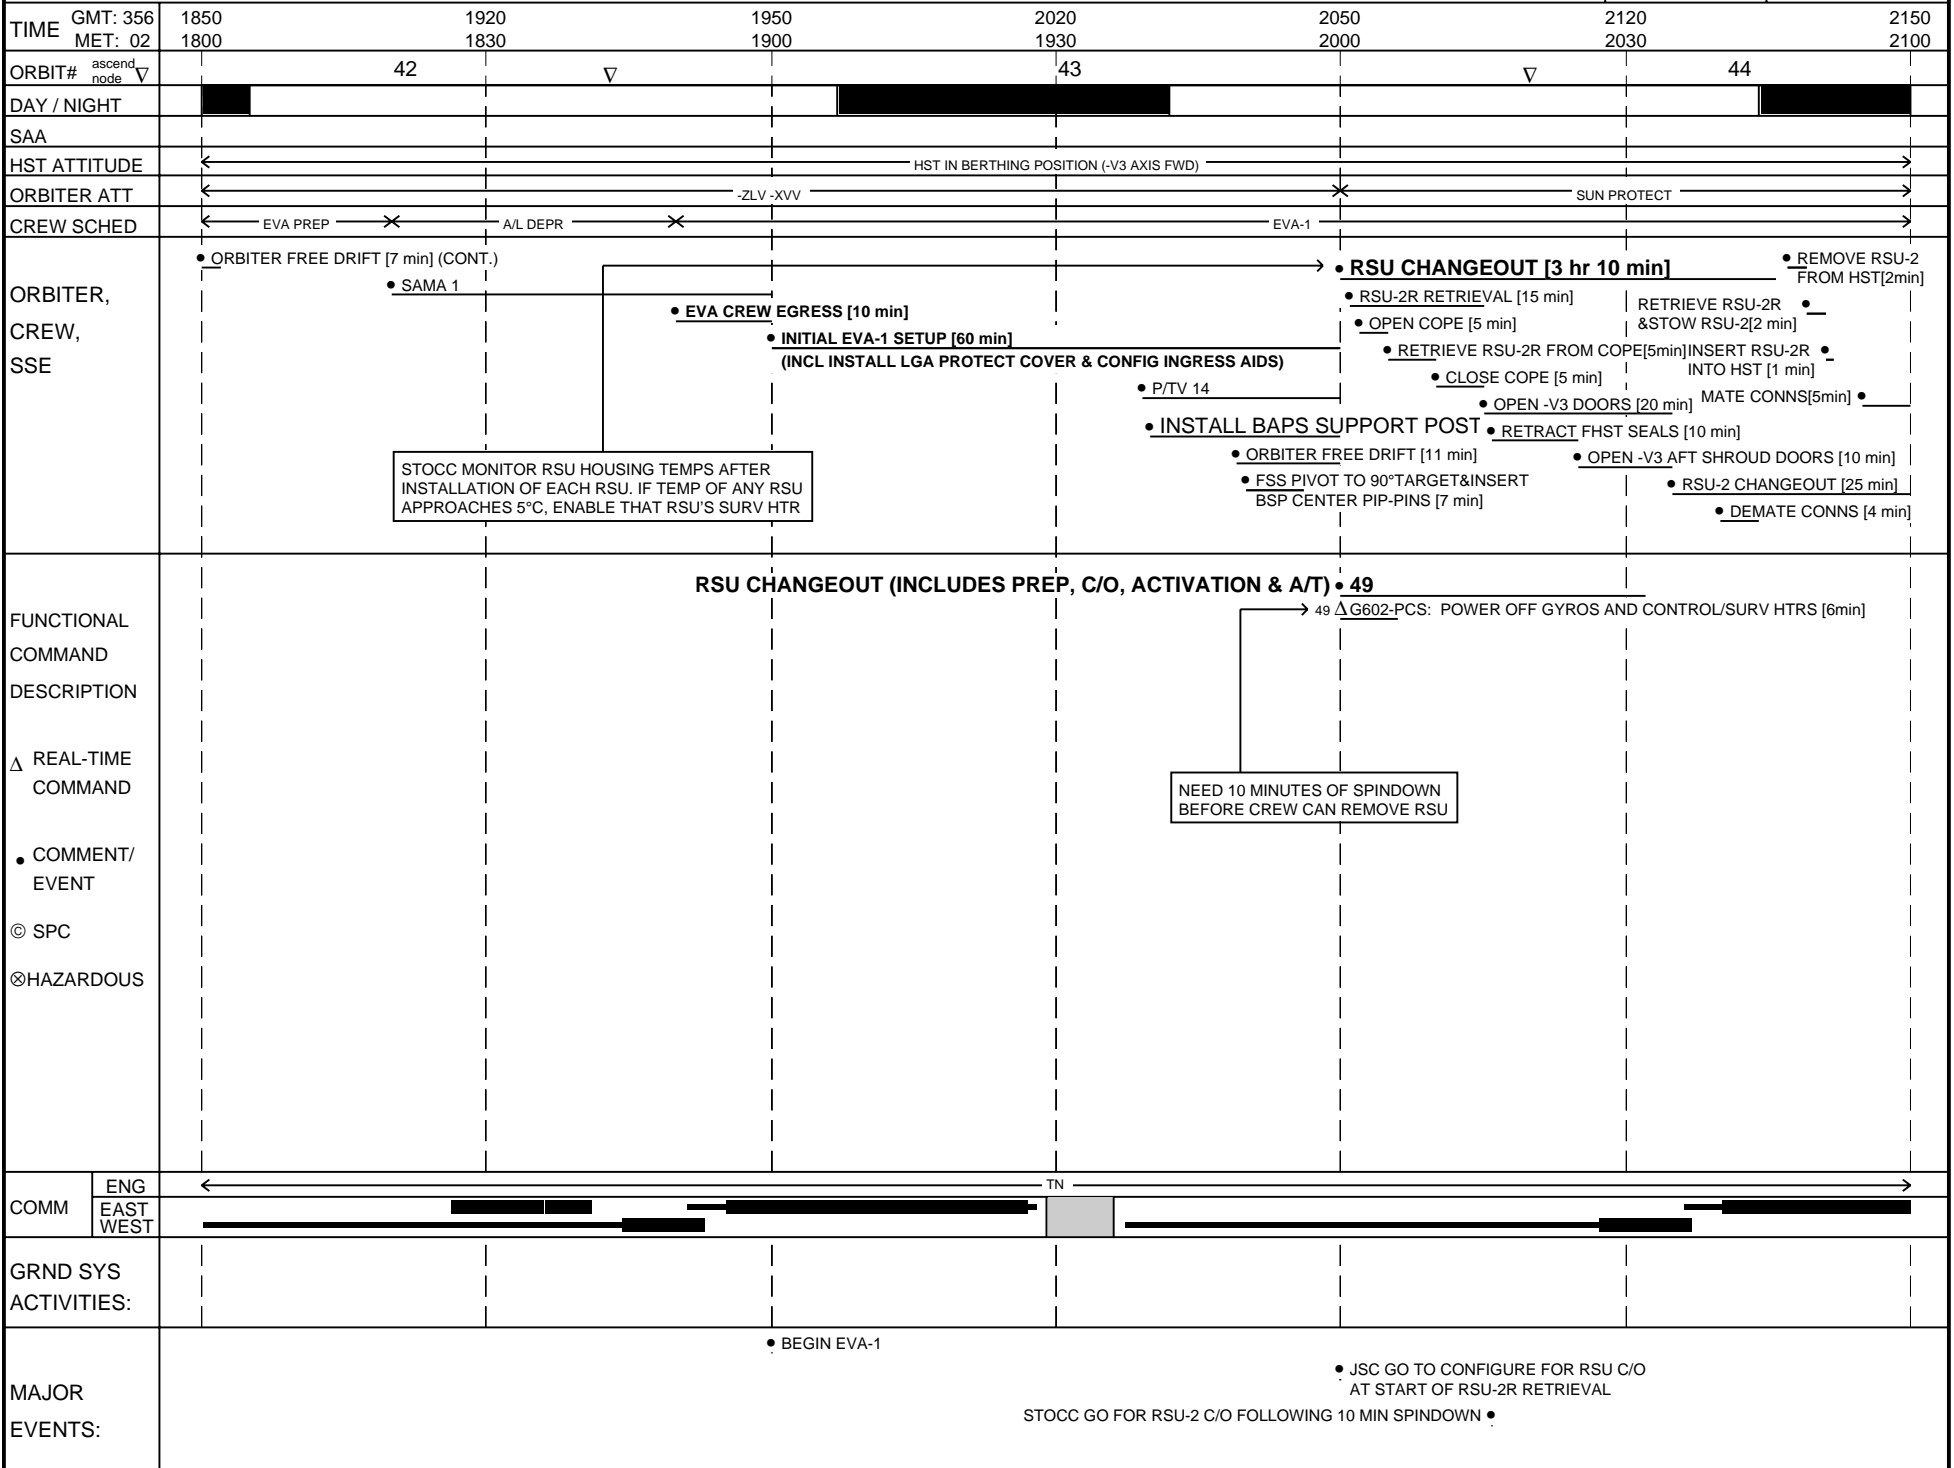 TIME GMT: 356 1850 1920 1950 2020 2050 2120 2150
MET: 02 1800 1830 1900 1930 2000 2030 2100
ORBIT# ascend node ∇ 42 ∇ 43 ∇ 44
DAY / NIGHT
SAA
HST ATTITUDE HST IN BERTHING POSITION (-V3 AXIS FWD)
ORBITER ATT -ZLV -XVV SUN PROTECT
CREW SCHED EVA PREP A/L DEPR EVA-1
ORBITER,
CREW,
SSE
• ORBITER FREE DRIFT [7 min] (CONT.)
• SAMA 1
• EVA CREW EGRESS [10 min]
• INITIAL EVA-1 SETUP [60 min]
(INCL INSTALL LGA PROTECT COVER & CONFIG INGRESS AIDS)
• P/TV 14
• INSTALL BAPS SUPPORT POST
• ORBITER FREE DRIFT [11 min]
• FSS PIVOT TO 90°TARGET&INSERT
BSP CENTER PIP-PINS [7 min]
STOCC MONITOR RSU HOUSING TEMPS AFTER
INSTALLATION OF EACH RSU. IF TEMP OF ANY RSU
APPROACHES 5°C, ENABLE THAT RSU'S SURV HTR
• RSU CHANGEOUT [3 hr 10 min]
• RSU-2R RETRIEVAL [15 min]
• OPEN COPE [5 min]
• RETRIEVE RSU-2R FROM COPE[5min]
• CLOSE COPE [5 min]
• OPEN -V3 DOORS [20 min]
• RETRACT FHST SEALS [10 min]
• OPEN -V3 AFT SHROUD DOORS [10 min]
• RSU-2 CHANGEOUT [25 min]
• DEMATE CONNS [4 min]
• REMOVE RSU-2
FROM HST[2min]
RETRIEVE RSU-2R •
&STOW RSU-2[2 min]
INSERT RSU-2R •
INTO HST [1 min]
MATE CONNS[5min] •
FUNCTIONAL
COMMAND
DESCRIPTION
Δ REAL-TIME
COMMAND
• COMMENT/
EVENT
© SPC
⊗HAZARDOUS
RSU CHANGEOUT (INCLUDES PREP, C/O, ACTIVATION & A/T) • 49
49 Δ G602-PCS: POWER OFF GYROS AND CONTROL/SURV HTRS [6min]
NEED 10 MINUTES OF SPINDOWN
BEFORE CREW CAN REMOVE RSU
COMM
ENG TN
EAST
WEST
GRND SYS
ACTIVITIES:
MAJOR
EVENTS:
• BEGIN EVA-1
• JSC GO TO CONFIGURE FOR RSU C/O
AT START OF RSU-2R RETRIEVAL
STOCC GO FOR RSU-2 C/O FOLLOWING 10 MIN SPINDOWN •